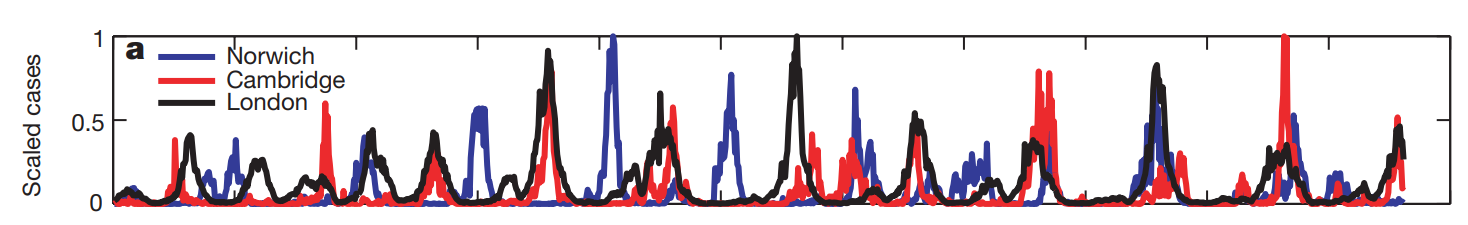 Scaled cases
1
0.5
0
a
Norwich
Cambridge
London